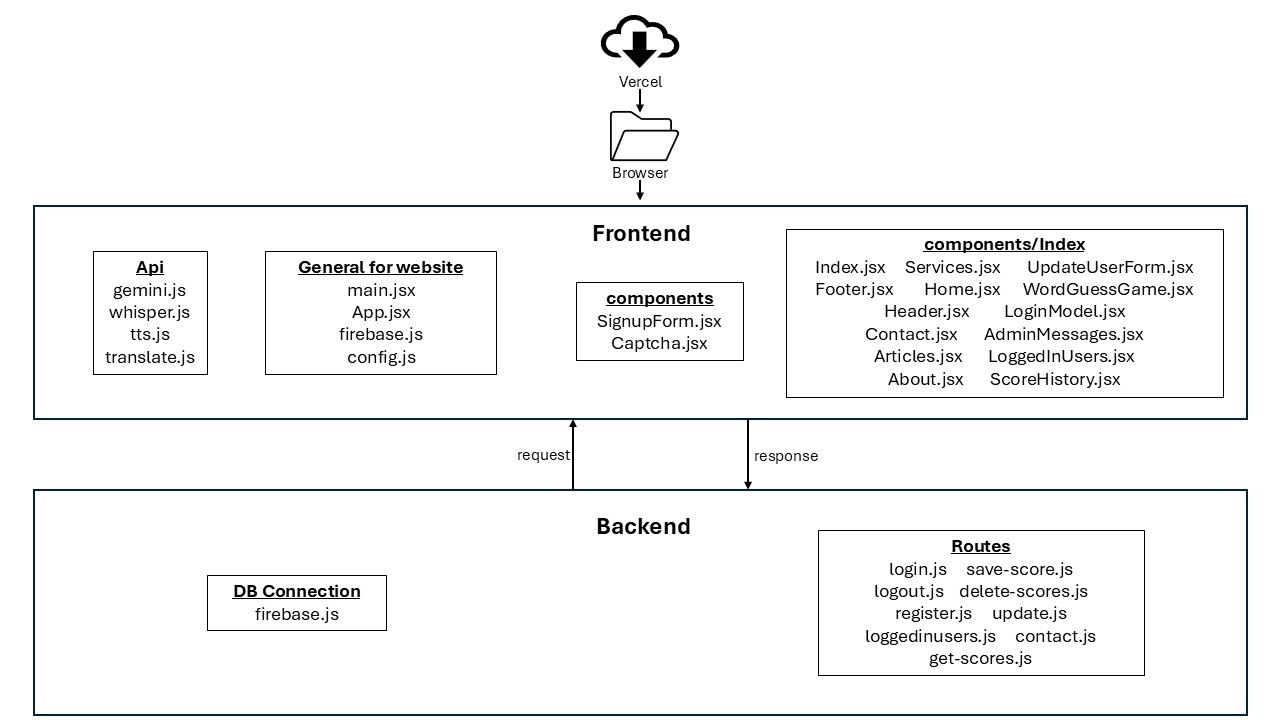 Vercel
Browser
Frontend
Api
gemini.js
whisper.js
tts.js
translate.js
General for website
main.jsx
App.jsx
firebase.js
config.js
components
SignupForm.jsx
Captcha.jsx
components/Index
Index.jsx Services.jsx UpdateUserForm.jsx
Footer.jsx Home.jsx WordGuessGame.jsx
Header.jsx LoginModel.jsx
Contact.jsx AdminMessages.jsx
Articles.jsx LoggedInUsers.jsx
About.jsx ScoreHistory.jsx
request
response
Backend
DB Connection
firebase.js
Routes
login.js save-score.js
logout.js delete-scores.js
register.js update.js
loggedinusers.js contact.js
get-scores.js